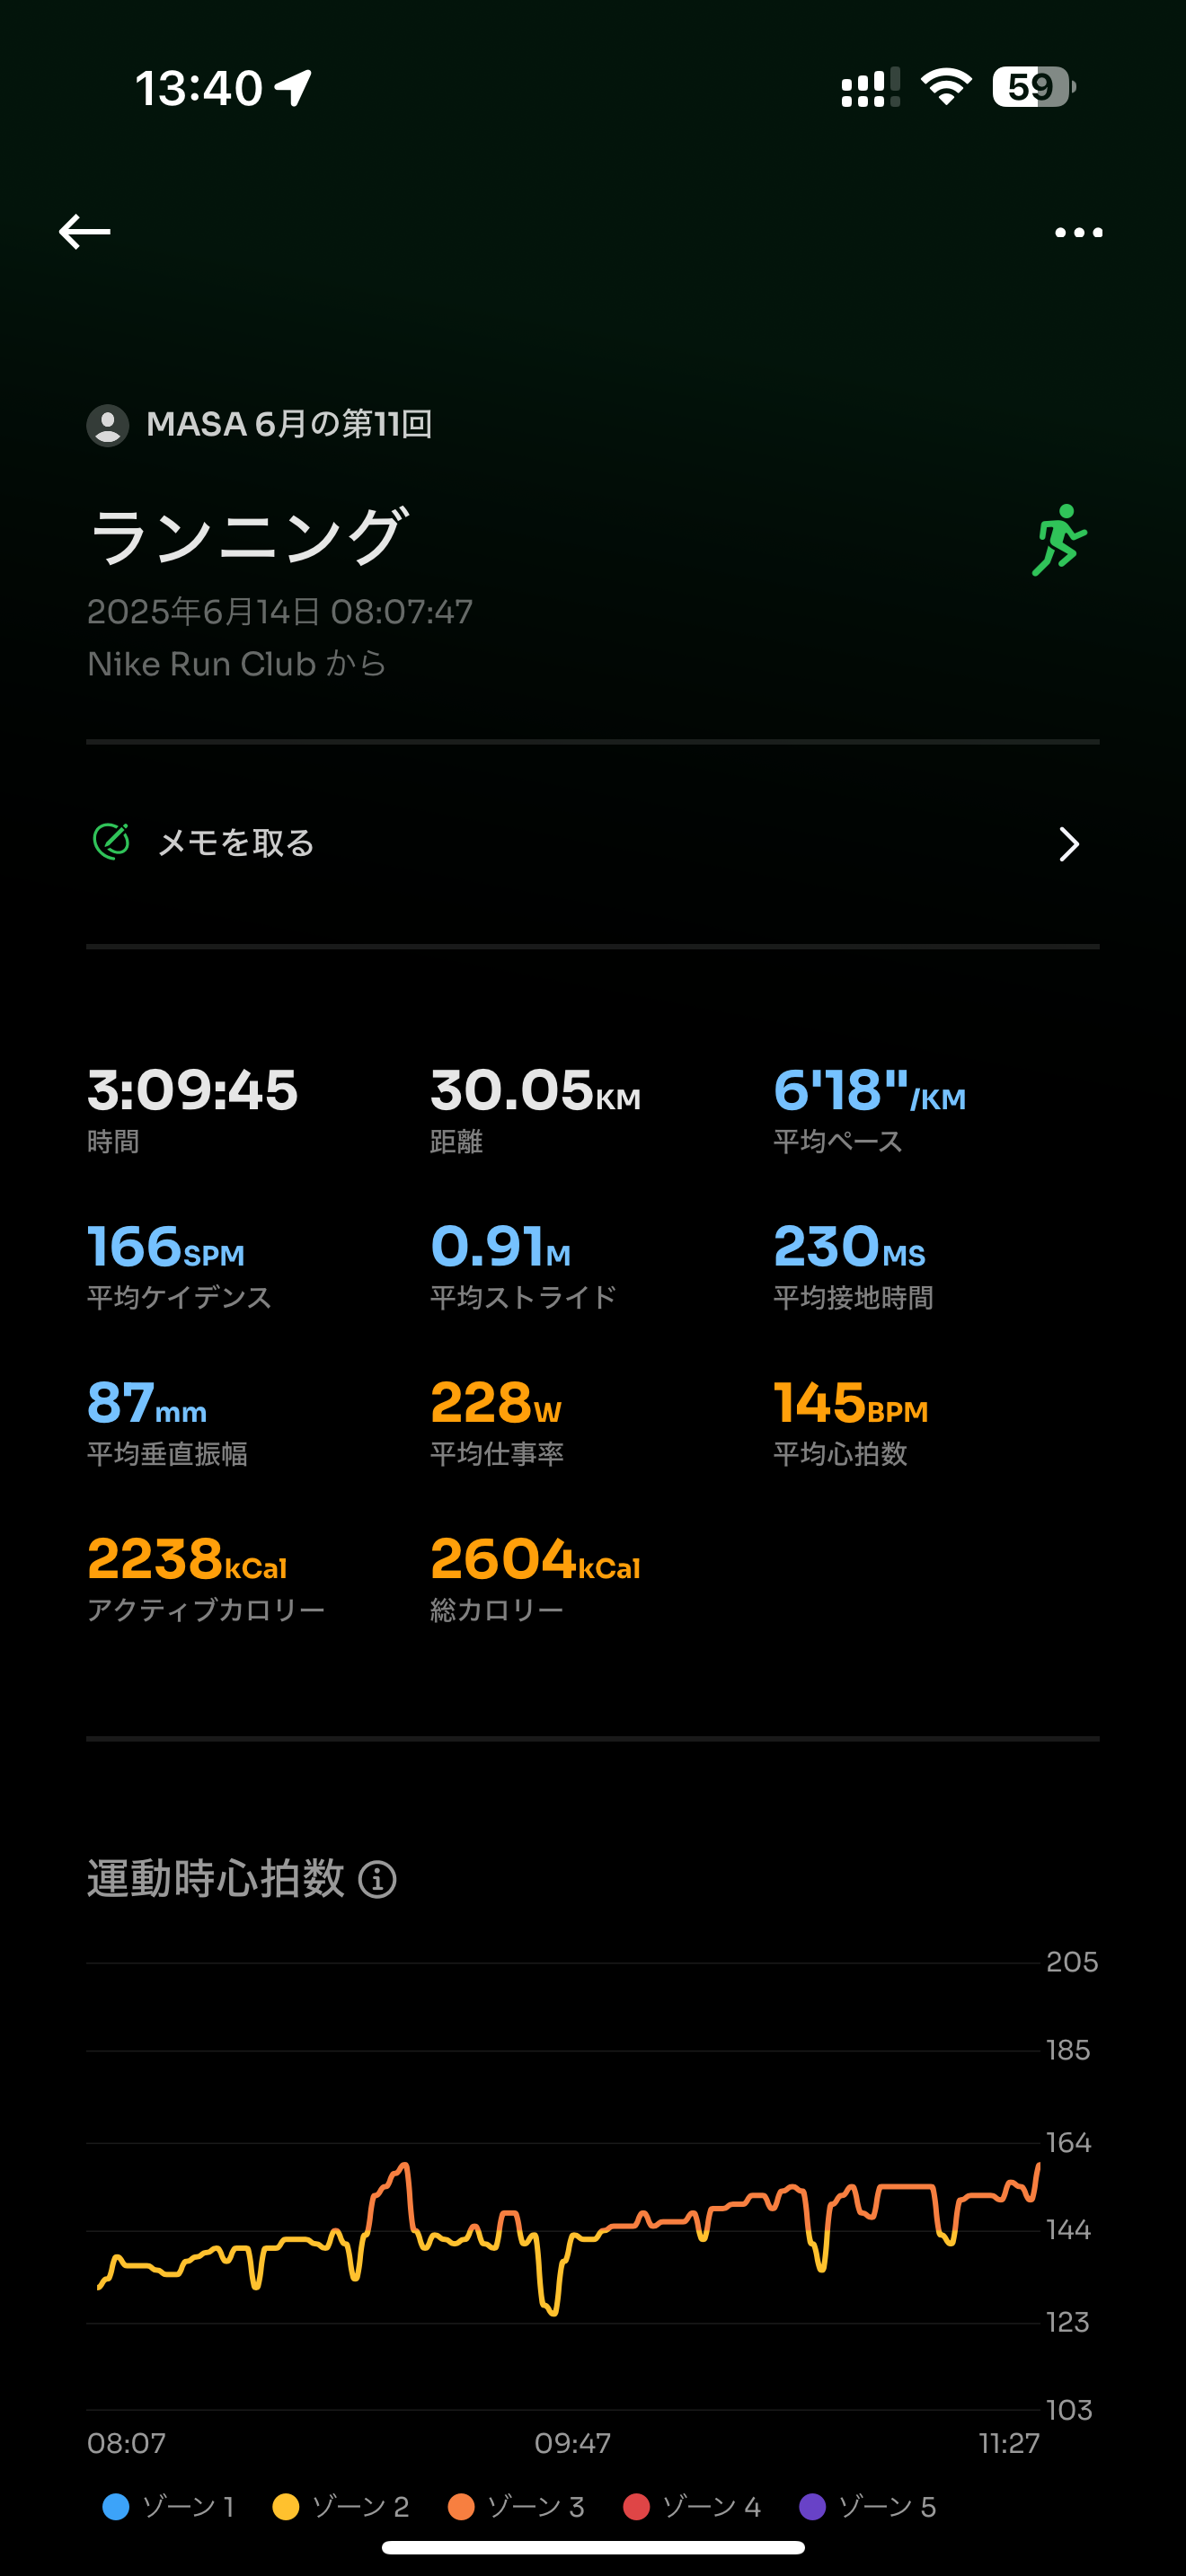 13:40
59
MASA 6月の第11回
ランニング
2025年6月14日 08:07:47
Nike Run Club から
メモを取る
3:09:45 30.05KM 6'18"/KM
時間 距離 平均ペース
166SPM 0.91M 230MS
平均ケイデンス 平均ストライド 平均接地時間
87mm 228W 145BPM
平均垂直振幅 平均仕事率 平均心拍数
2238kCal 2604kCal
アクティブカロリー 総カロリー
運動時心拍数
205
185
164
144
123
103
08:07 09:47 11:27
ゾーン 1 ゾーン 2 ゾーン 3 ゾーン 4 ゾーン 5